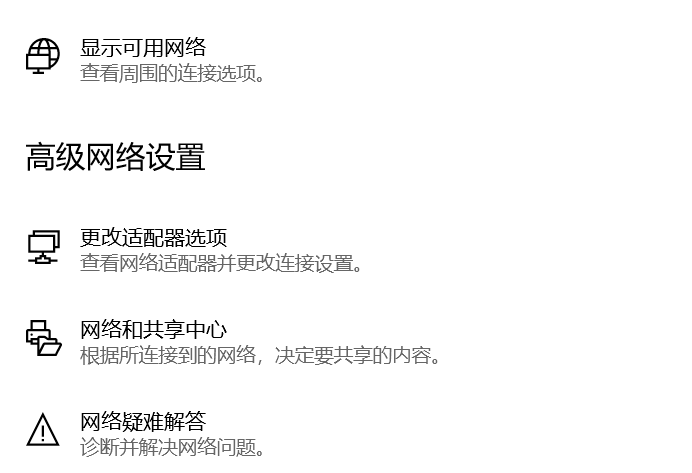 显示可用网络
查看周围的连接选项。
高级网络设置
更改适配器选项
查看网络适配器并更改连接设置。
网络和共享中心
根据所连接到的网络，决定要共享的内容。
网络疑难解答
诊断并解决网络问题。